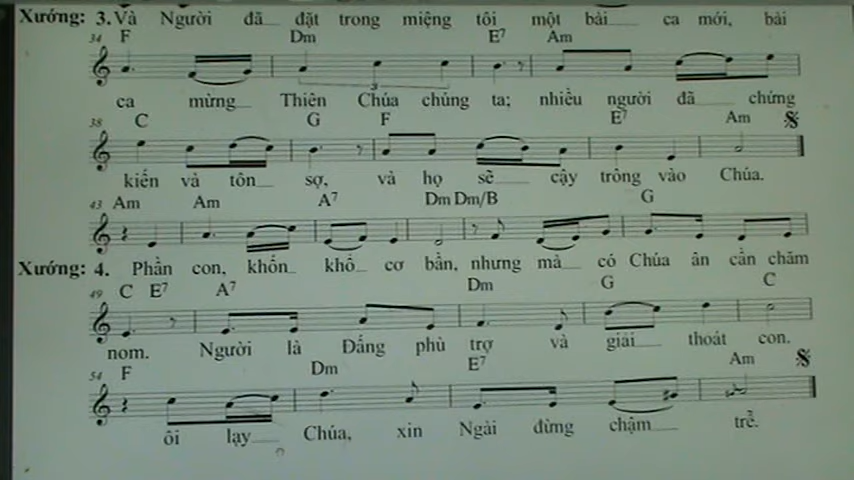 Xướng: 3. Và Người đã đặt trong miệng tôi một bài ca mới, bài
34 F Dm E7 Am
3
ca mừng Thiên Chúa chúng ta; nhiều người đã chứng
38 C G F E7 Am
kiến và tôn sợ, và họ sẽ cậy trông vào Chúa.
43 Am Am A7 Dm Dm/B G
Xướng: 4. Phần con, khốn khổ cơ bần, nhưng mà có Chúa ân cần chăm
49 C E7 A7 Dm G C
nom. Người là Đấng phù trợ và giải thoát con.
54 F Dm E7 Am
ôi lạy Chúa, xin Ngài đừng chậm trễ.